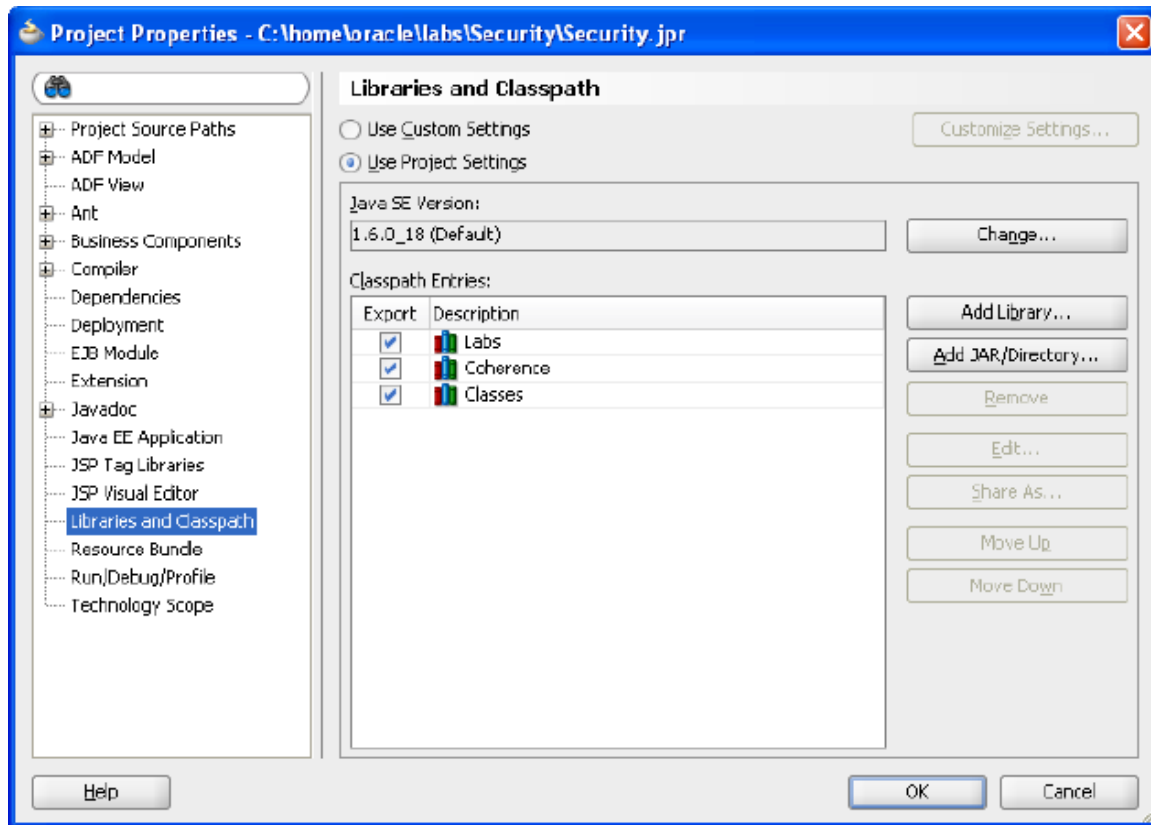 Project Properties - C:\home\oracle\labs\Security\Security.jpr
Libraries and Classpath
Project Source Paths
ADF Model
ADF View
Ant
Business Components
Compiler
Dependencies
Deployment
EJB Module
Extension
Javadoc
Java EE Application
JSP Tag Libraries
JSP Visual Editor
Libraries and Classpath
Resource Bundle
Run/Debug/Profile
Technology Scope
Use Custom Settings
Customize Settings...
Use Project Settings
Java SE Version:
1.6.0_18 (Default)
Change...
Classpath Entries:
Export Description
Labs
Coherence
Classes
Add Library...
Add JAR/Directory...
Remove
Edit...
Share As...
Move Up
Move Down
Help
OK
Cancel